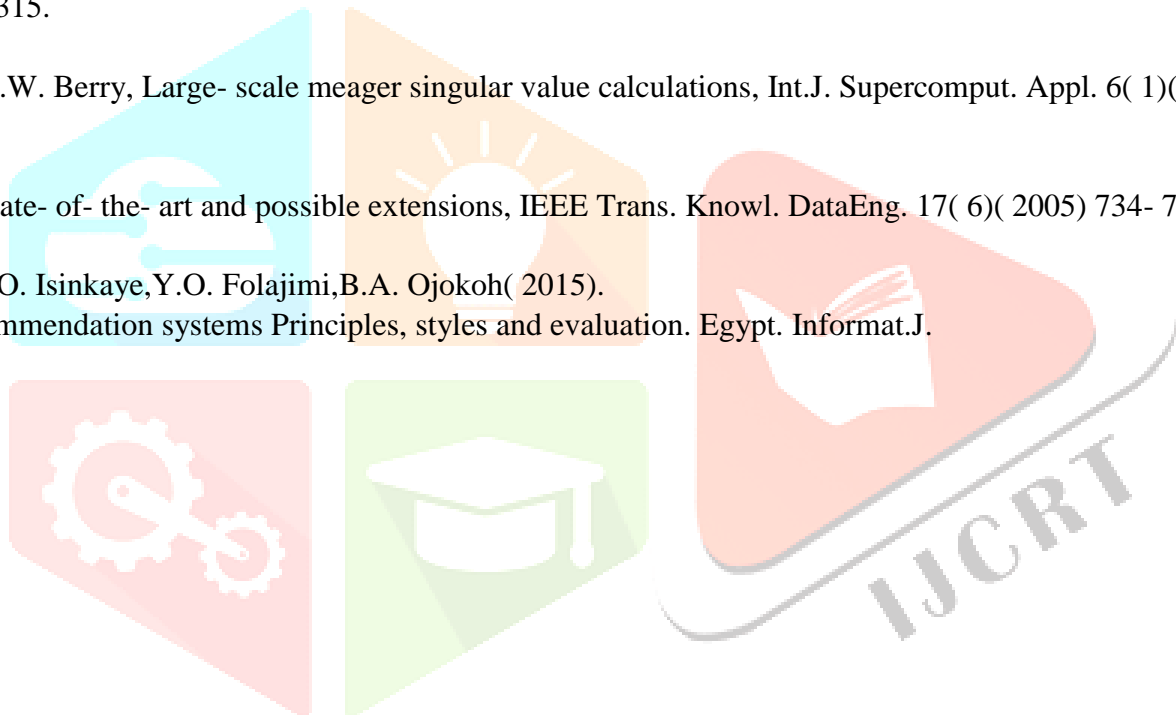 315.
.W. Berry, Large- scale meager singular value calculations, Int.J. Supercomput. Appl. 6( 1)(
ate- of- the- art and possible extensions, IEEE Trans. Knowl. DataEng. 17( 6)( 2005) 734- 7
O. Isinkaye,Y.O. Folajimi,B.A. Ojokoh( 2015).
mmendation systems Principles, styles and evaluation. Egypt. Informat.J.
IJCRT